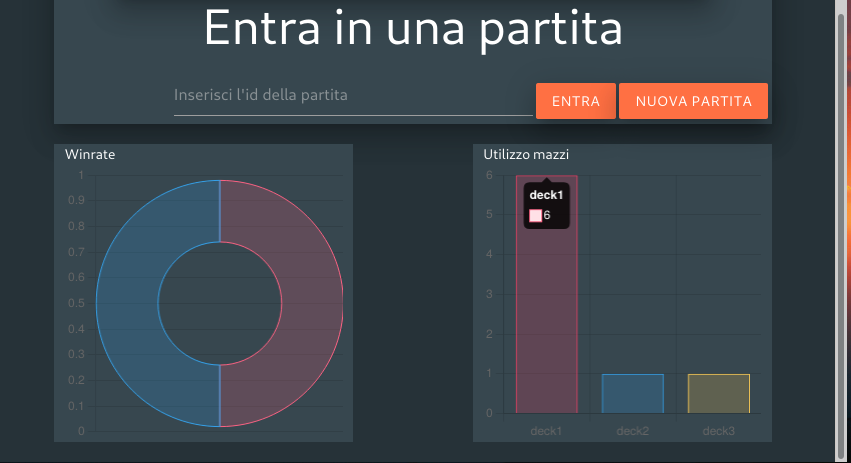 Entra in una partita
Inserisci l'id della partita
ENTRA
NUOVA PARTITA
Winrate
1
0.9
0.8
0.7
0.6
0.5
0.4
0.3
0.2
0.1
0
Utilizzo mazzi
6
5
4
3
2
1
0
deck1
6
deck1
deck2
deck3